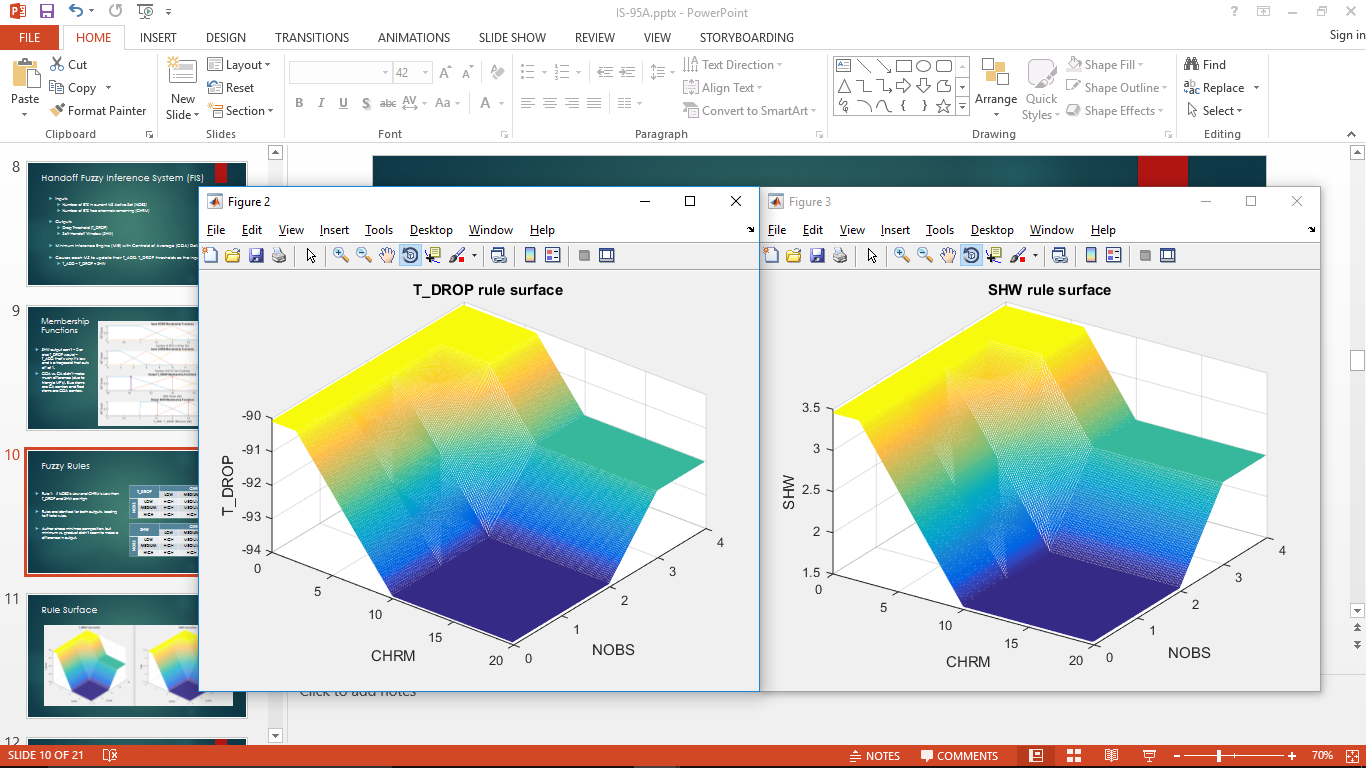 IS-95A.pptx - PowerPoint
?
FILE HOME INSERT DESIGN TRANSITIONS ANIMATIONS SLIDE SHOW REVIEW VIEW STORYBOARDING Sign in
Paste
Cut
Copy
Format Painter
Clipboard
New Slide
Layout
Reset
Section
Slides
42
B I U S abc AV Aa A
Font
Text Direction
Align Text
Convert to SmartArt
Paragraph
Arrange
Quick Styles
Shape Fill
Shape Outline
Shape Effects
Drawing
Find
Replace
Select
Editing
8
Handoff Fuzzy Inference System (FIS)
9
Membership
Functions
10
Fuzzy Rules
11
Rule Surface
12
Figure 2
File Edit View Insert Tools Desktop Window Help
T_DROP rule surface
-90
-91
-92
-93
-94
T_DROP
0
5
10
15
20
CHRM
0
1
2
3
4
NOBS
Figure 3
File Edit View Insert Tools Desktop Window Help
SHW rule surface
3.5
3
2.5
2
1.5
SHW
0
5
10
15
20
CHRM
0
1
2
3
4
NOBS
Click to add notes
SLIDE 10 OF 21 NOTES COMMENTS 70%